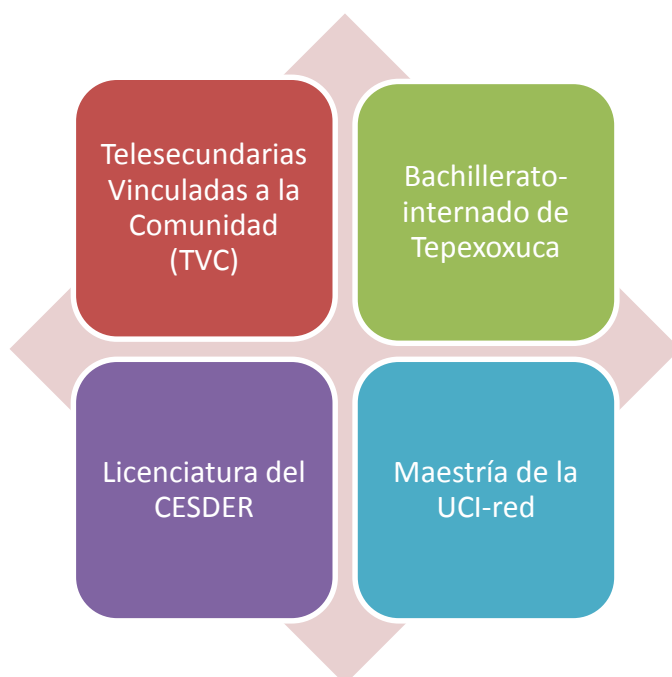 Telesecundarias
Vinculadas a la
Comunidad
(TVC)
Bachillerato-
internado de
Tepexoxuca
Licenciatura del
CESDER
Maestría de la
UCI-red